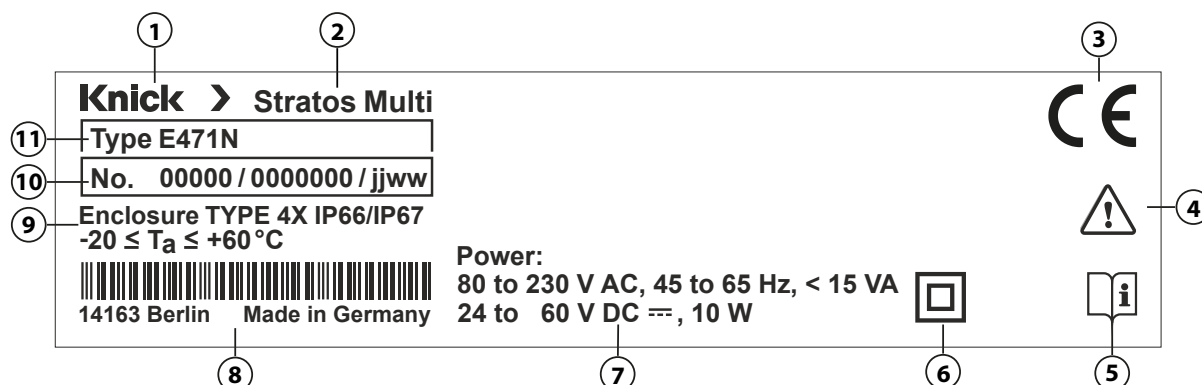 1 2 3
Knick > Stratos Multi
CE
11 Type E471N
10 No. 00000 / 0000000 / jjww
4
9 Enclosure TYPE 4X IP66/IP67
-20 ≤ Ta ≤ +60 °C
Power:
80 to 230 V AC, 45 to 65 Hz, < 15 VA
24 to 60 V DC ⎓, 10 W
i
14163 Berlin Made in Germany
8 7 6 5